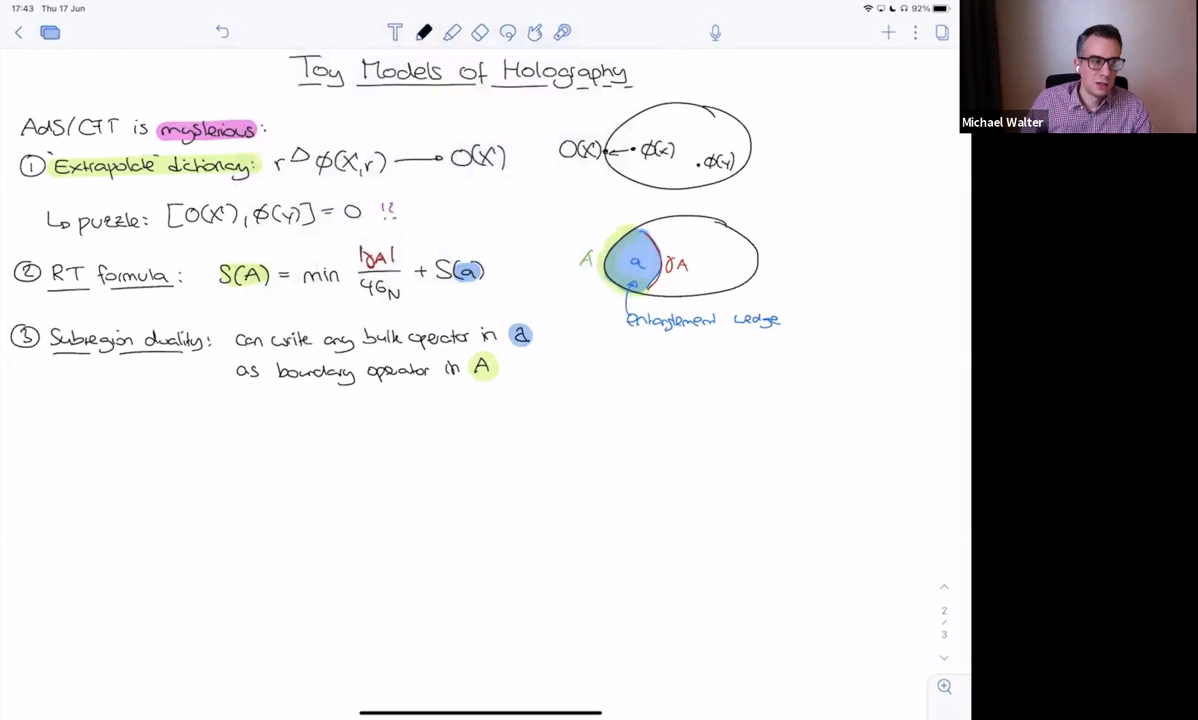 17:43 Thu 17 Jun
92%
Toy Models of Holography
AdS/CFT is mysterious:
① "Extrapolate" dictionary: r^Δ φ(X,r) → O(X)
O(X) ← φ(x)
φ(y)
↳ puzzle: [O(X), φ(y)] = 0 !?
② RT formula: S(A) = min |γA| / 4G_N + S(a)
A a γA
entanglement wedge
③ Subregion duality: can write any bulk operator in a
as boundary operator in A
Michael Walter
2
/
3